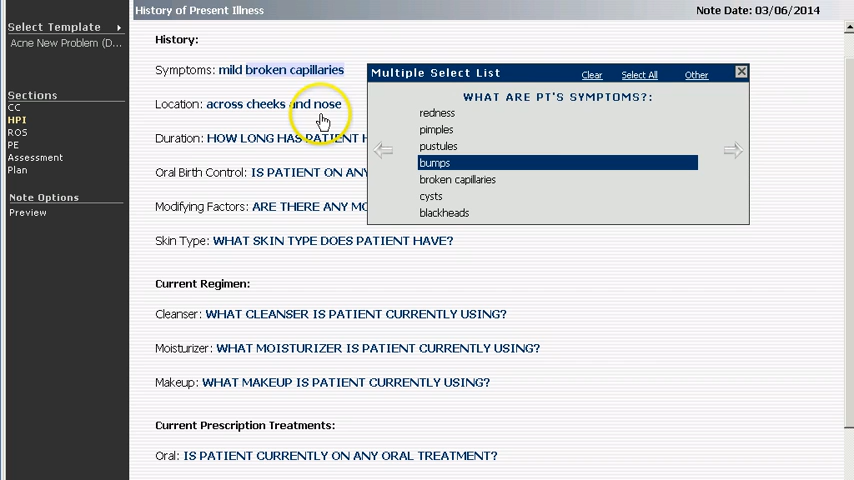 History of Present Illness
Note Date: 03/06/2014
Select Template
Acne New Problem (D...
Sections
CC
HPI
ROS
PE
Assessment
Plan
Note Options
Preview
History:
Symptoms: mild broken capillaries
Location: across cheeks and nose
Duration: HOW LONG HAS PATIENT H
Oral Birth Control: IS PATIENT ON ANY
Modifying Factors: ARE THERE ANY MO
Skin Type: WHAT SKIN TYPE DOES PATIENT HAVE?
Multiple Select List
Clear
Select All
Other
WHAT ARE PT'S SYMPTOMS?:
redness
pimples
pustules
bumps
broken capillaries
cysts
blackheads
Current Regimen:
Cleanser: WHAT CLEANSER IS PATIENT CURRENTLY USING?
Moisturizer: WHAT MOISTURIZER IS PATIENT CURRENTLY USING?
Makeup: WHAT MAKEUP IS PATIENT CURRENTLY USING?
Current Prescription Treatments:
Oral: IS PATIENT CURRENTLY ON ANY ORAL TREATMENT?